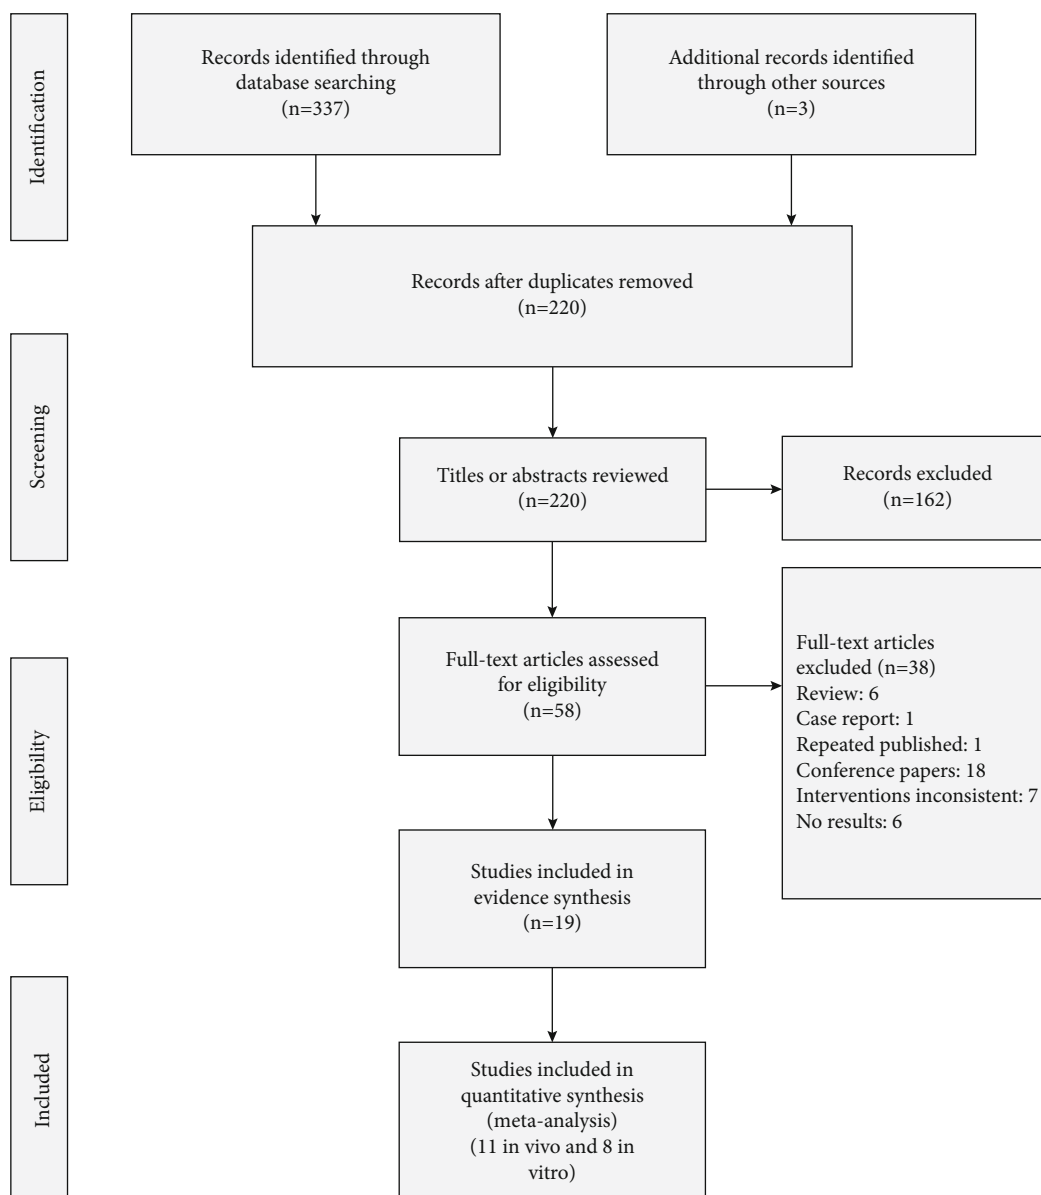 Identification
Records identified through
database searching
(n=337)
Additional records identified
through other sources
(n=3)
Records after duplicates removed
(n=220)
Screening
Titles or abstracts reviewed
(n=220)
Records excluded
(n=162)
Eligibility
Full-text articles assessed
for eligibility
(n=58)
Full-text articles
excluded (n=38)
Review: 6
Case report: 1
Repeated published: 1
Conference papers: 18
Interventions inconsistent: 7
No results: 6
Studies included in
evidence synthesis
(n=19)
Included
Studies included in
quantitative synthesis
(meta-analysis)
(11 in vivo and 8 in
vitro)